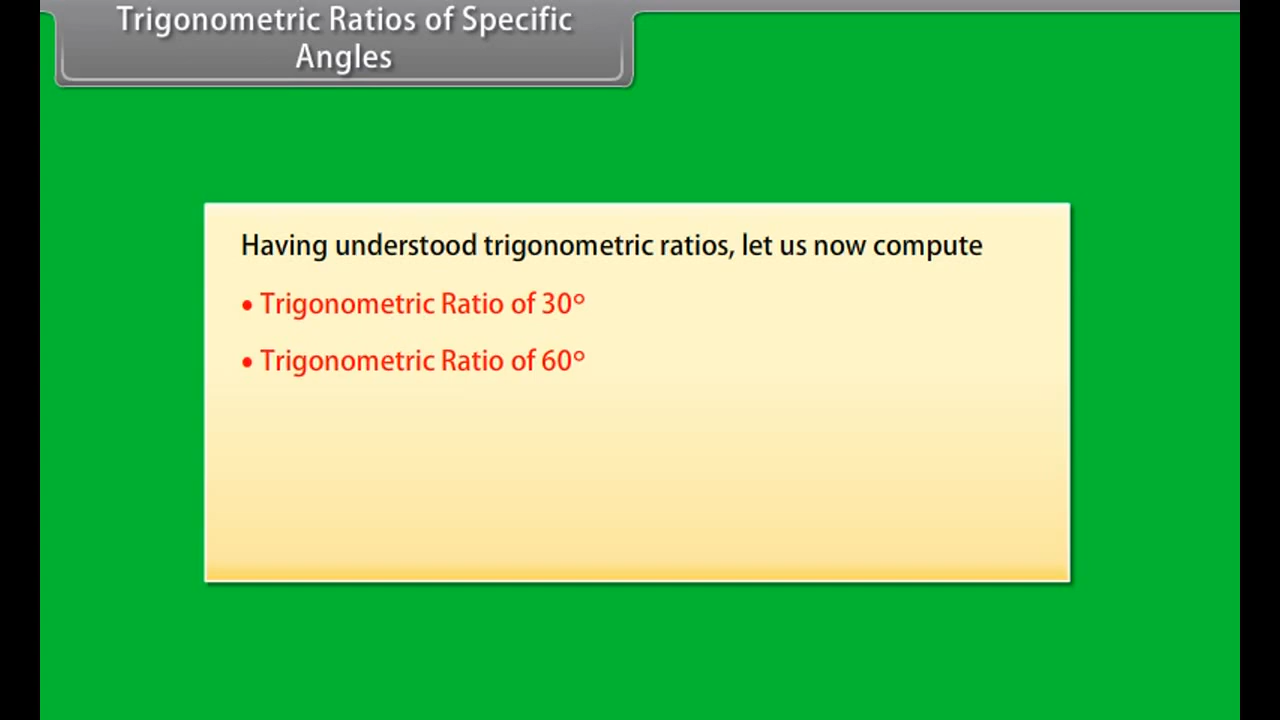 Trigonometric Ratios of Specific
Angles
Having understood trigonometric ratios, let us now compute
• Trigonometric Ratio of 30°
• Trigonometric Ratio of 60°